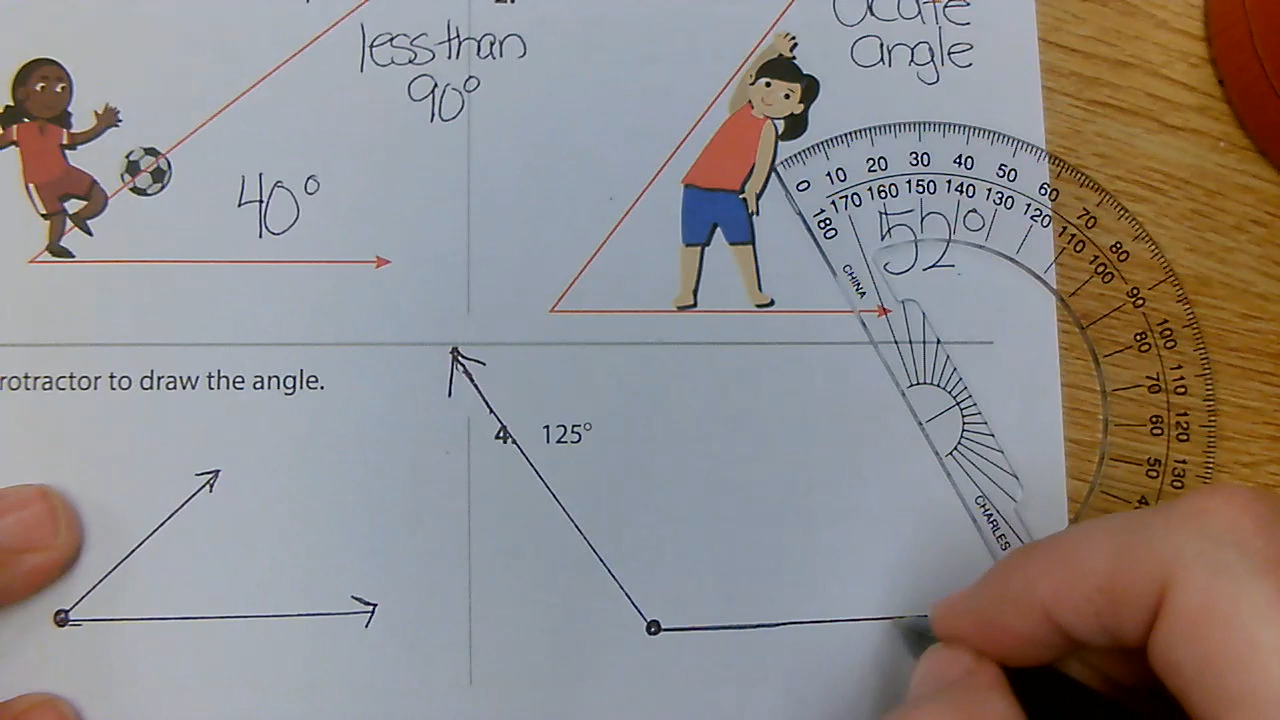 less than
90°
acute
angle
40°
52°
0 10 20 30 40 50 60 70 80 90 100 110 120 130
180 170 160 150 140 130 120 110 100 90 80 70 60 50
CHINA
CHARLES
rotractor to draw the angle.
4. 125°